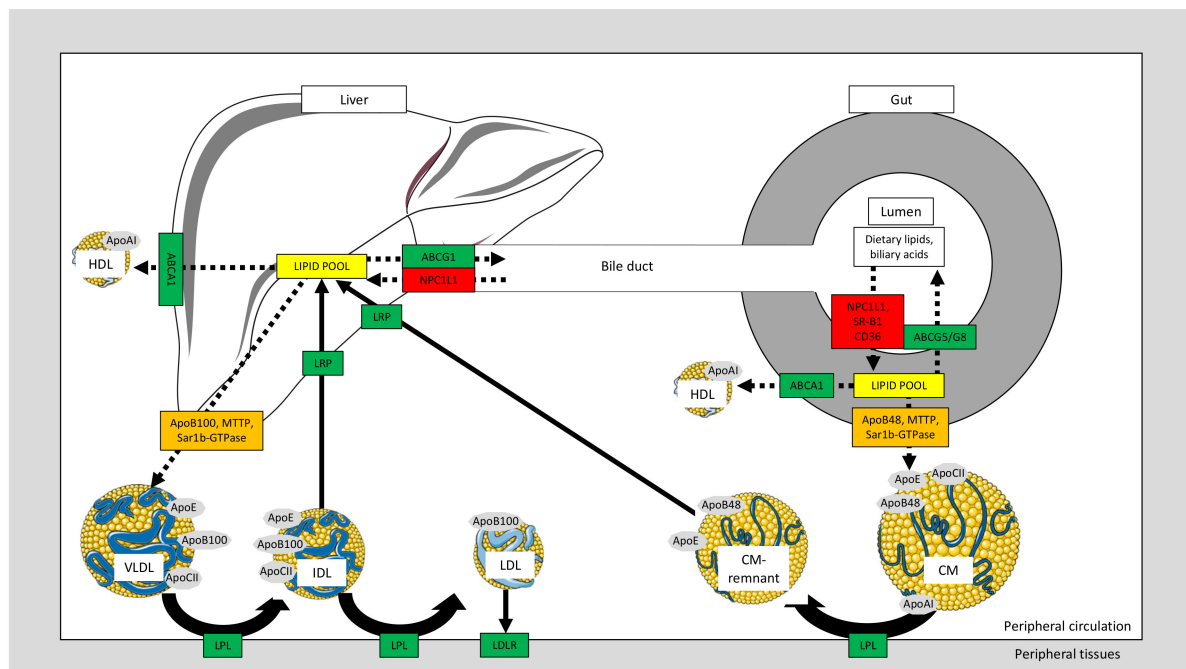 Liver
Gut
Lumen
Dietary lipids,
biliary acids
ApoAI
HDL
ABCA1
LIPID POOL
ABCG1
NPC1L1
Bile duct
NPC1L1,
SR-B1
CD36
ABCG5/G8
LRP
LRP
ApoAI
HDL
ABCA1
LIPID POOL
ApoB100, MTTP,
Sar1b-GTPase
ApoB48, MTTP,
Sar1b-GTPase
ApoE
ApoB100
VLDL
ApoCII
ApoE
ApoB100
IDL
ApoCII
ApoB100
LDL
ApoB48
ApoE
CM-
remnant
ApoE
ApoCII
ApoB48
CM
ApoAI
LPL
LPL
LDLR
LPL
Peripheral circulation
Peripheral tissues